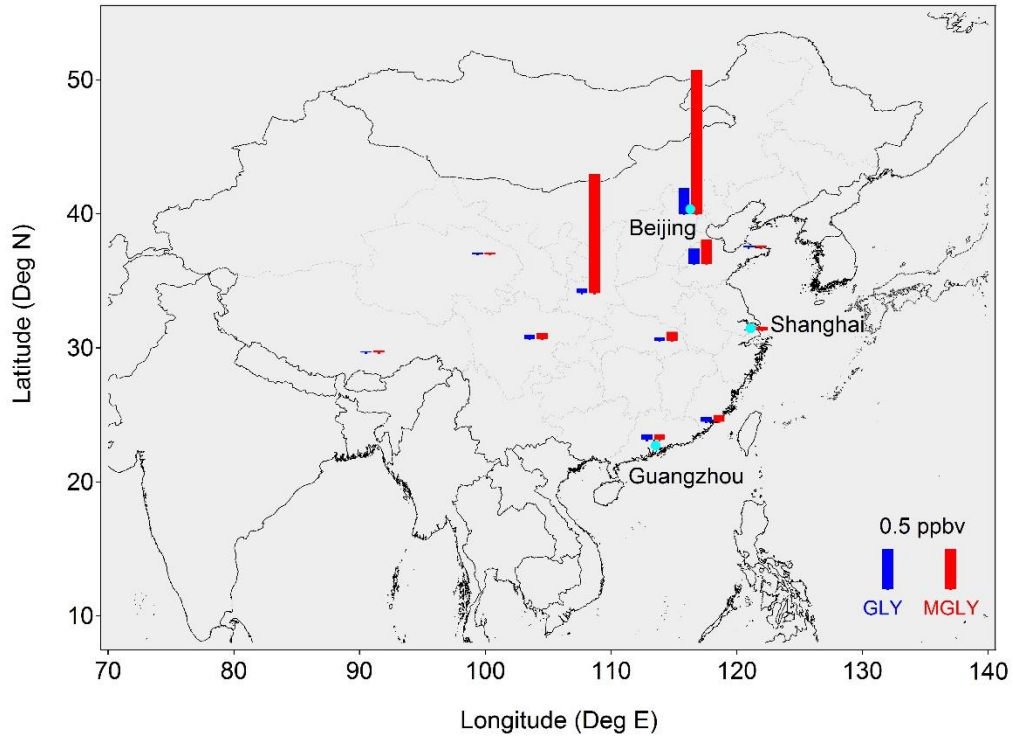 50
40
30
20
10
Latitude (Deg N)
Beijing
Shanghai
Guangzhou
0.5 ppbv
GLY MGLY
70 80 90 100 110 120 130 140
Longitude (Deg E)